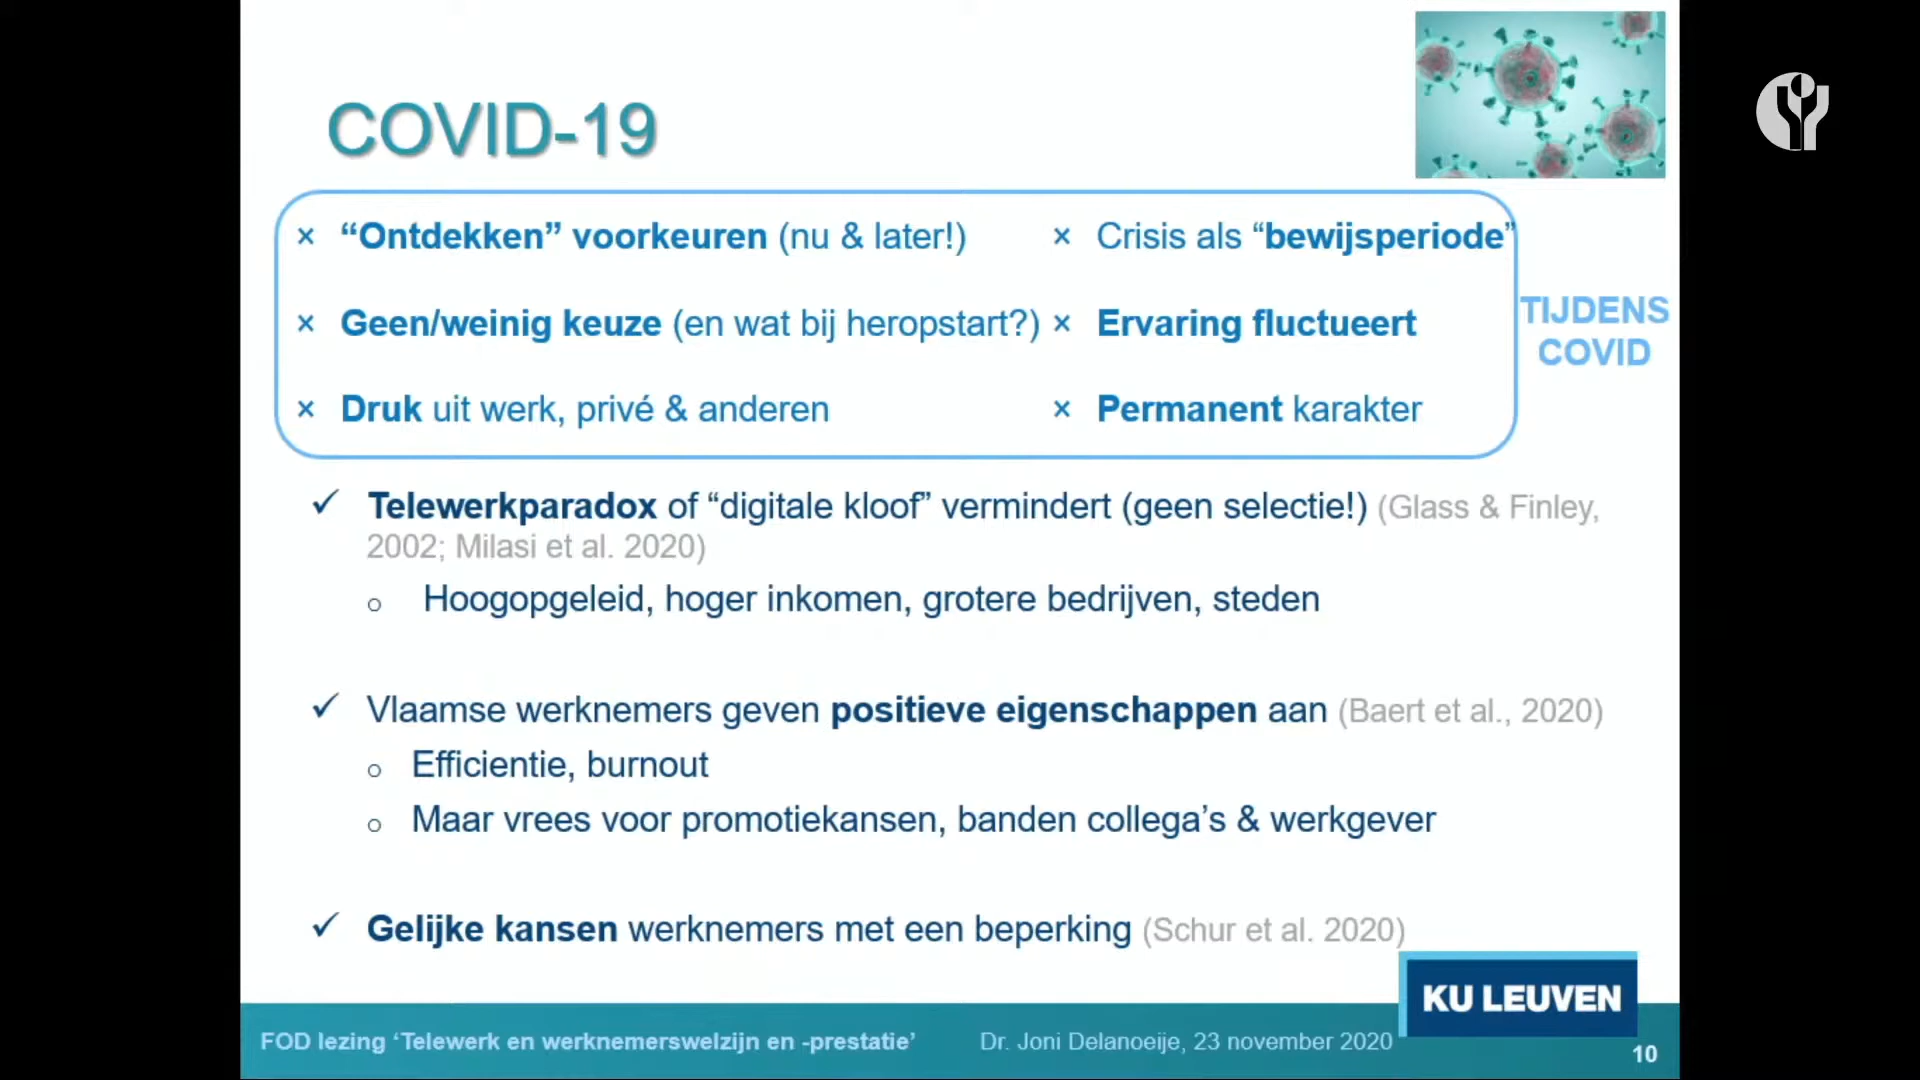 COVID-19
× “Ontdekken” voorkeuren (nu & later!)
× Geen/weinig keuze (en wat bij heropstart?)
× Druk uit werk, privé & anderen
× Crisis als “bewijsperiode”
× Ervaring fluctueert
× Permanent karakter
TIJDENS
COVID
✓ Telewerkparadox of “digitale kloof” vermindert (geen selectie!) (Glass & Finley,
2002; Milasi et al. 2020)
o Hoogopgeleid, hoger inkomen, grotere bedrijven, steden
✓ Vlaamse werknemers geven positieve eigenschappen aan (Baert et al., 2020)
o Efficientie, burnout
o Maar vrees voor promotiekansen, banden collega’s & werkgever
✓ Gelijke kansen werknemers met een beperking (Schur et al. 2020)
KU LEUVEN
FOD lezing ‘Telewerk en werknemerswelzijn en -prestatie’
Dr. Joni Delanoeije, 23 november 2020
10